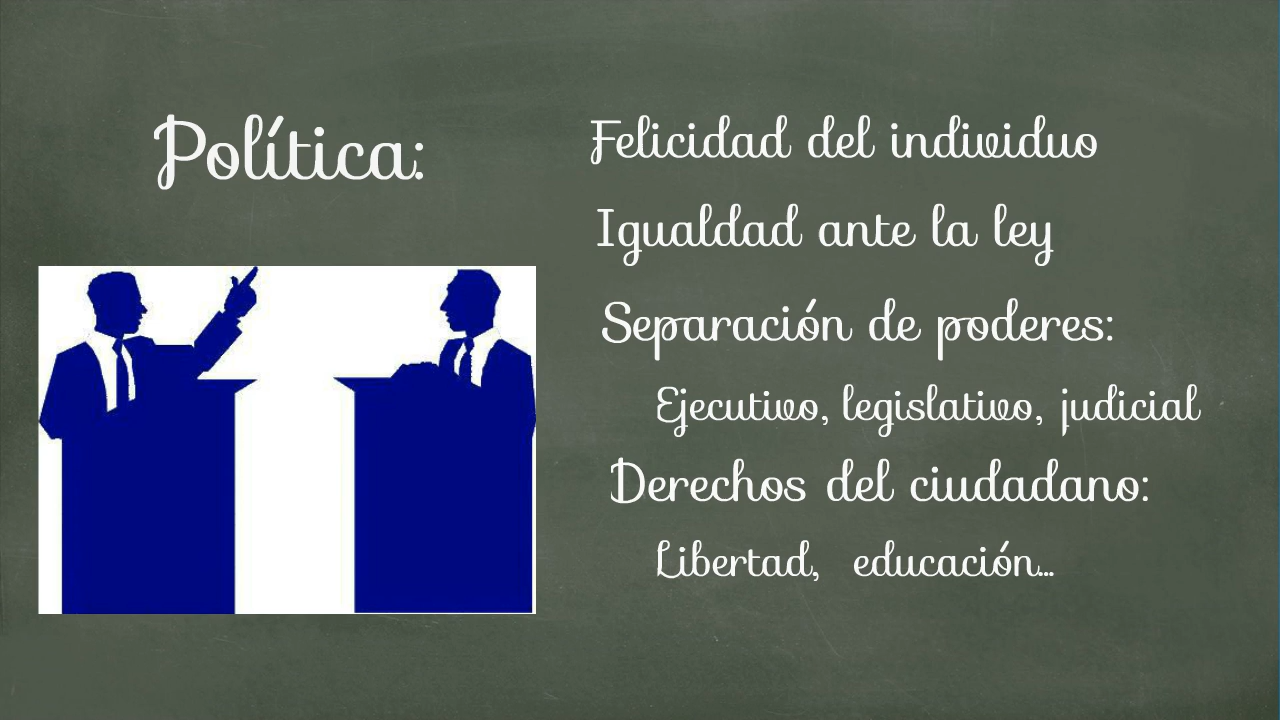 Política:
Felicidad del individuo
Igualdad ante la ley
Separación de poderes:
Ejecutivo, legislativo, judicial
Derechos del ciudadano:
Libertad, educación...